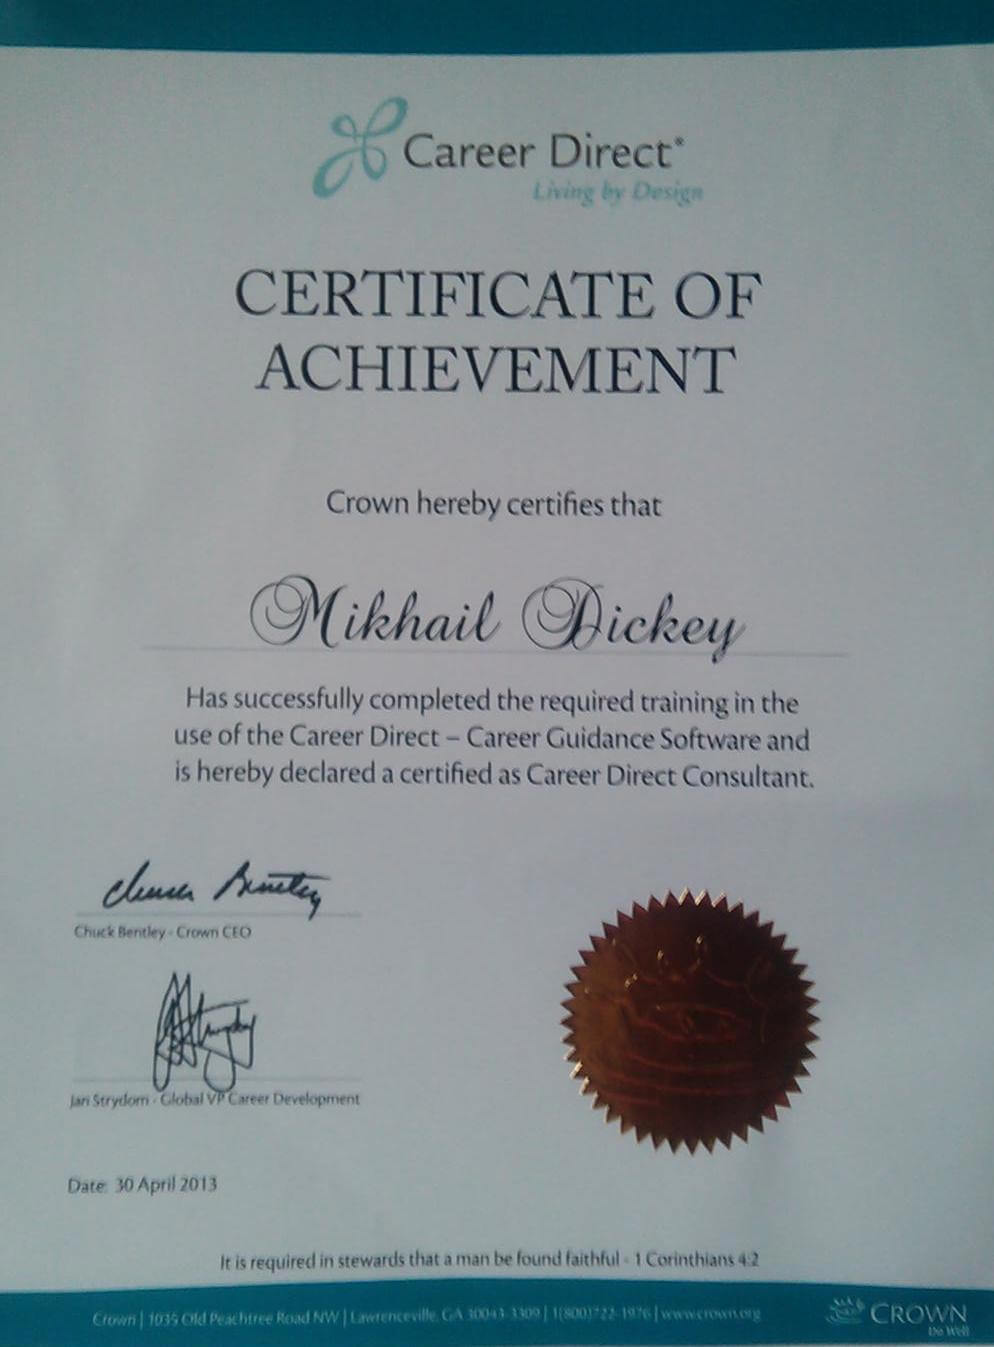 Career Direct®
Living by Design
CERTIFICATE OF
ACHIEVEMENT
Crown hereby certifies that
Mikhail Dickey
Has successfully completed the required training in the
use of the Career Direct – Career Guidance Software and
is hereby declared a certified as Career Direct Consultant.
Chuck Bentley - Crown CEO
Jan Strydom - Global VP Career Development
Date: 30 April 2013
It is required in stewards that a man be found faithful - 1 Corinthians 4:2
Crown | 1035 Old Peachtree Road NW | Lawrenceville, GA 30043-3309 | 1(800)722-1976 | www.crown.org
CROWN
Do Well